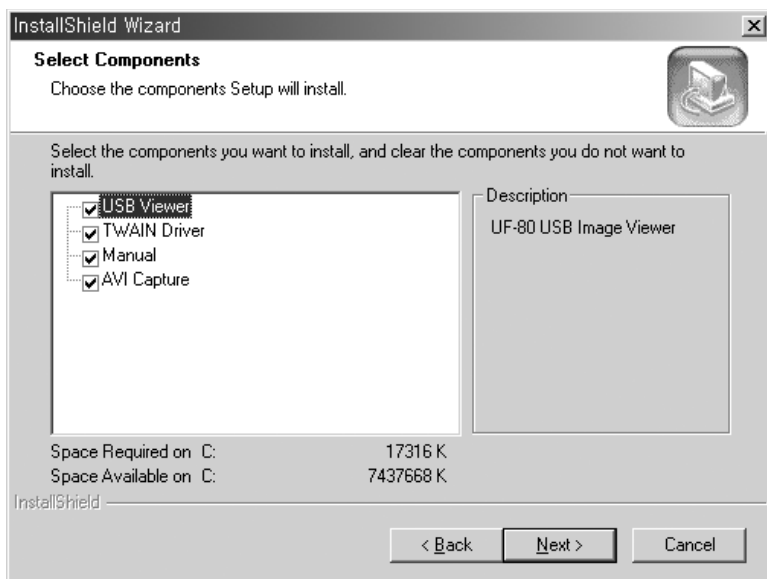 InstallShield Wizard
Select Components
Choose the components Setup will install.
Select the components you want to install, and clear the components you do not want to
install.
USB Viewer
TWAIN Driver
Manual
AVI Capture
Description
UF-80 USB Image Viewer
Space Required on C: 17316 K
Space Available on C: 7437668 K
InstallShield
< Back Next > Cancel